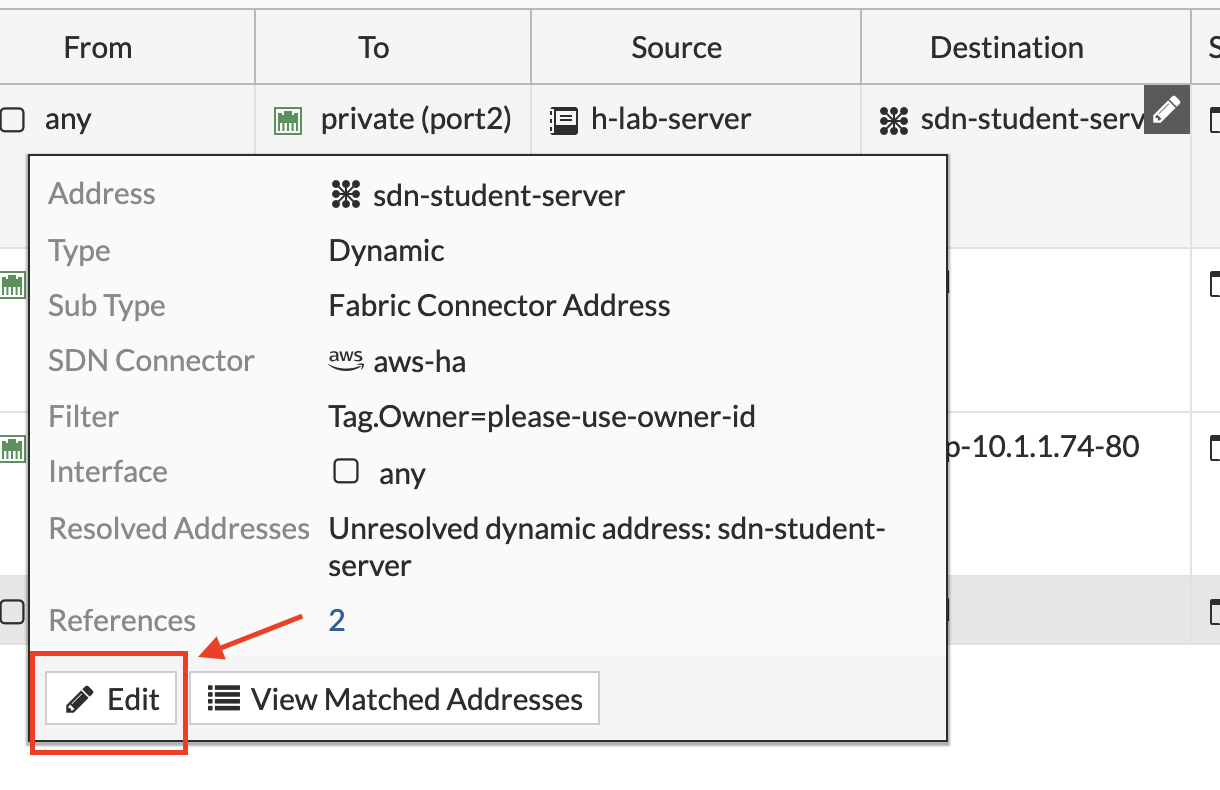 From To Source Destination S
any private (port2) h-lab-server sdn-student-serv
Address sdn-student-server
Type Dynamic
Sub Type Fabric Connector Address
SDN Connector aws aws-ha
Filter Tag.Owner=please-use-owner-id
Interface any
p-10.1.1.74-80
Resolved Addresses Unresolved dynamic address: sdn-student-
server
References 2
Edit View Matched Addresses